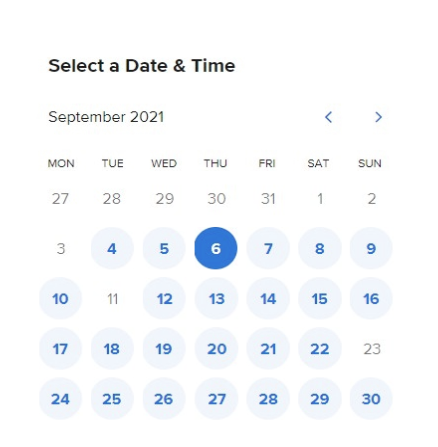 Select a Date & Time
September 2021
MON TUE WED THU FRI SAT SUN
27 28 29 30 31 1 2
3 4 5 6 7 8 9
10 11 12 13 14 15 16
17 18 19 20 21 22 23
24 25 26 27 28 29 30